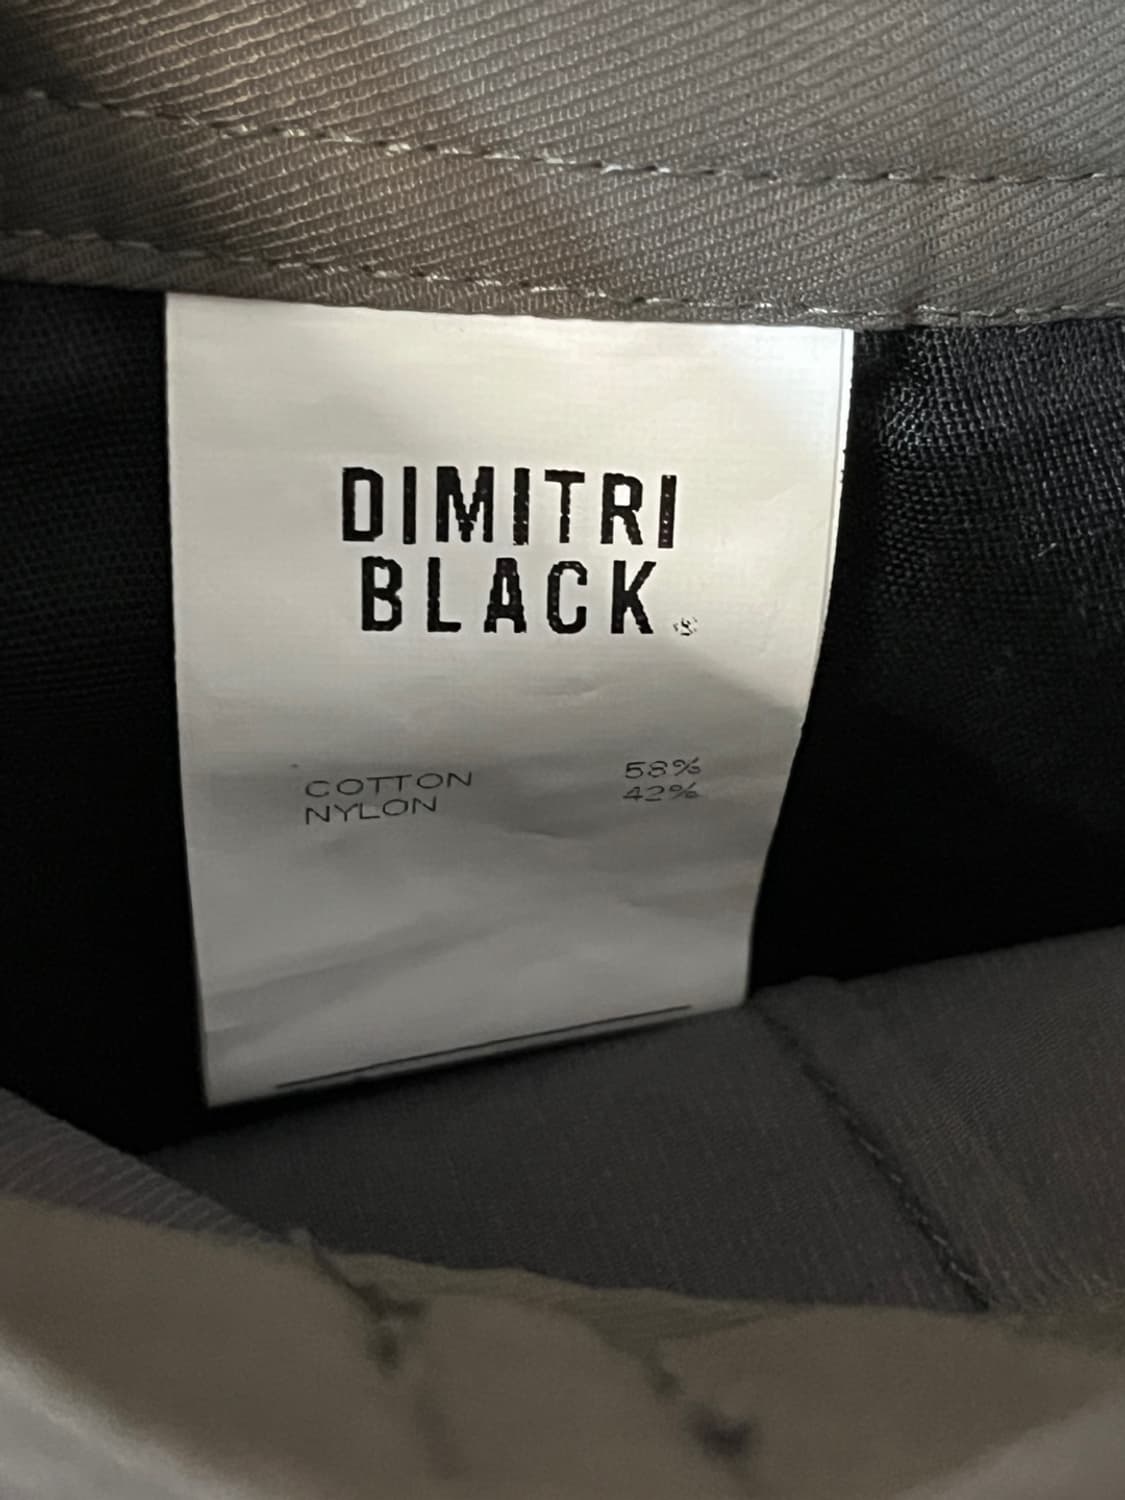 DIMITRI
BLACK
COTTON 58%
NYLON 42%